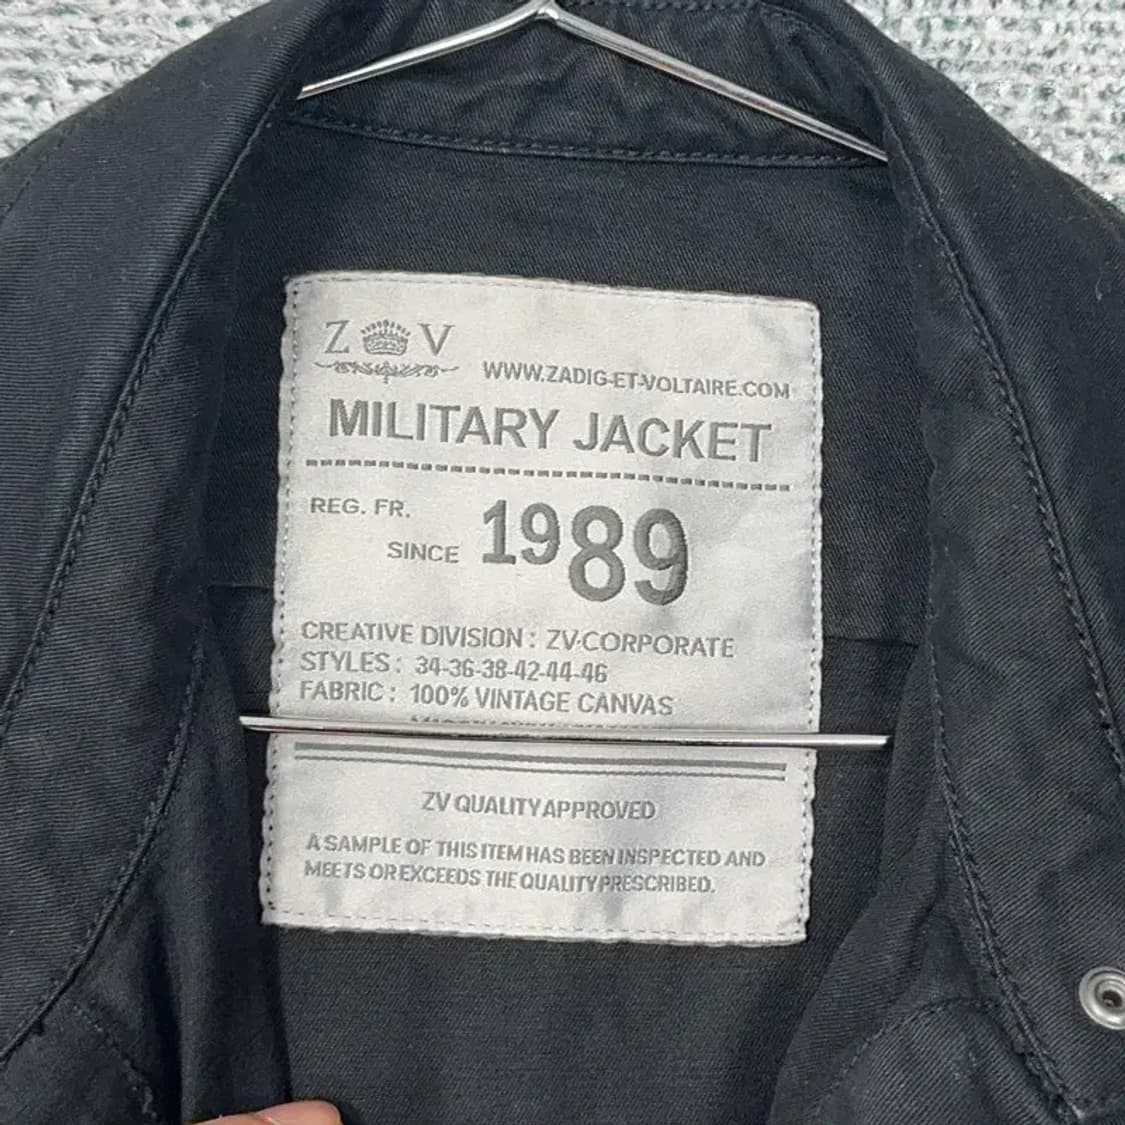 Z V
WWW.ZADIG-ET-VOLTAIRE.COM
MILITARY JACKET
REG. FR.
SINCE 1989
CREATIVE DIVISION : ZV-CORPORATE
STYLES : 34-36-38-42-44-46
FABRIC : 100% VINTAGE CANVAS
ZV QUALITY APPROVED
A SAMPLE OF THIS ITEM HAS BEEN INSPECTED AND
MEETS OR EXCEEDS THE QUALITY PRESCRIBED.